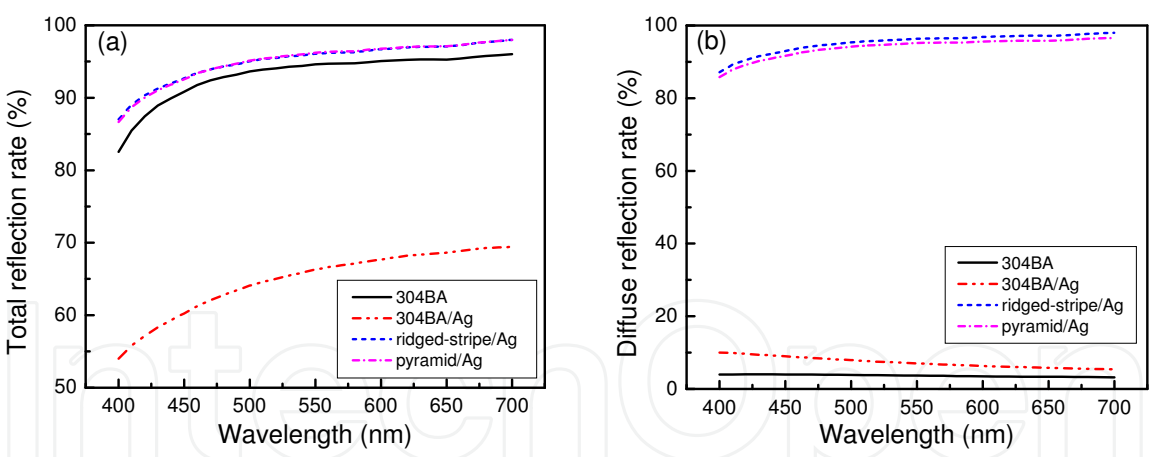 (a)
Total reflection rate (%)
100
90
80
70
60
50
304BA
304BA/Ag
ridged-stripe/Ag
pyramid/Ag
400 450 500 550 600 650 700
Wavelength (nm)
(b)
Diffuse reflection rate (%)
100
80
60
40
20
0
304BA
304BA/Ag
ridged-stripe/Ag
pyramid/Ag
400 450 500 550 600 650 700
Wavelength (nm)
IntechOpen